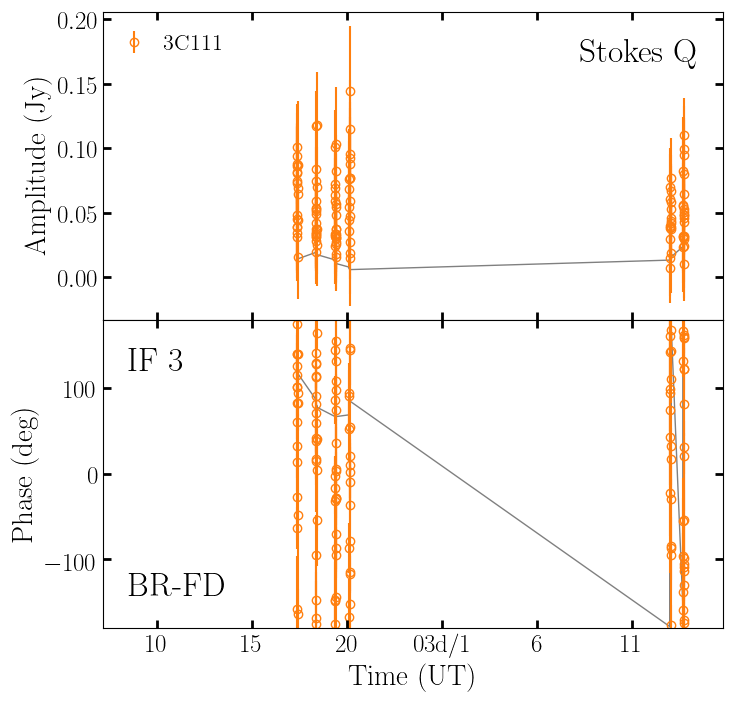 0.20
3C111
Stokes Q
0.15
0.10
0.05
0.00
Amplitude (Jy)
IF 3
100
0
−100
Phase (deg)
BR-FD
10
15
20
03d/1
6
11
Time (UT)